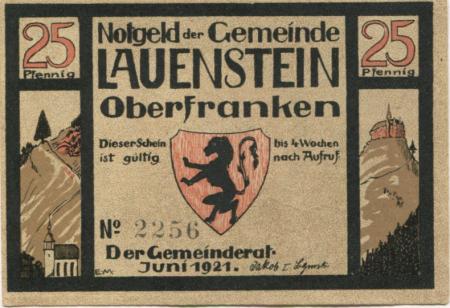 25 Pfennig
Notgeld der Gemeinde
LAUENSTEIN
Oberfranken
25 Pfennig
Dieser Schein
ist gültig
bis 4 Wochen
nach Aufruf.
No 2256
Der Gemeinderat.
Juni 1921.
E.M.
Jakob